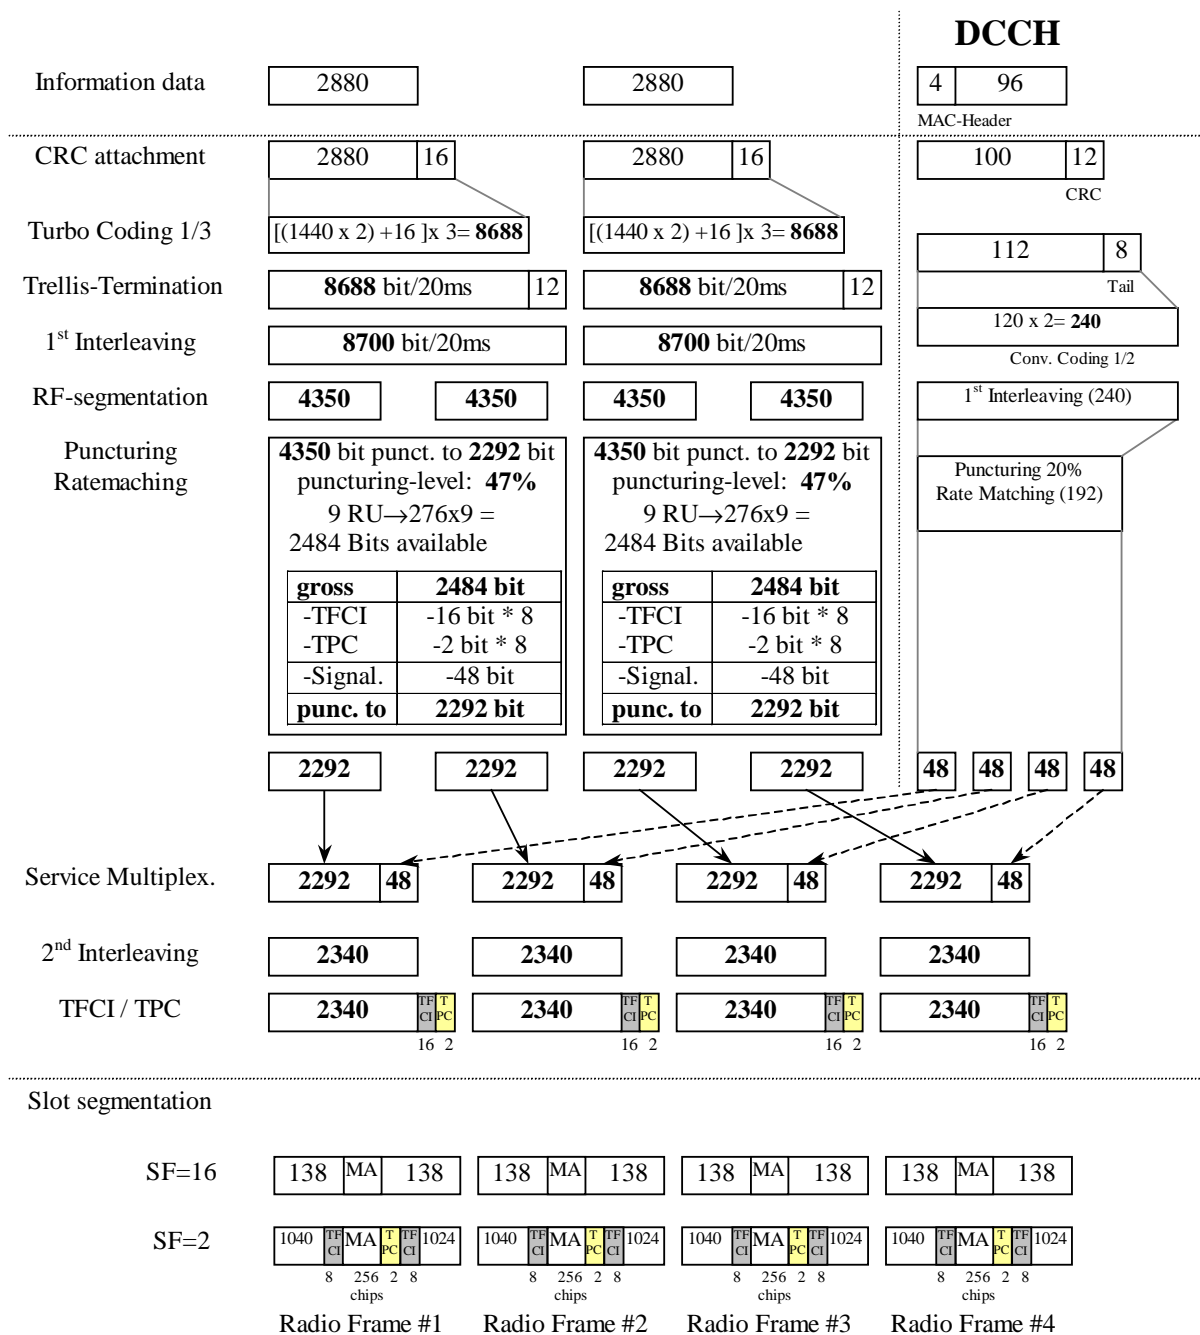 DCCH
Information data 2880 2880 4 96
MAC-Header
CRC attachment 2880 16 2880 16 100 12
CRC
Turbo Coding 1/3 [(1440 x 2) +16 ]x 3= 8688 [(1440 x 2) +16 ]x 3= 8688 112 8
Tail
Trellis-Termination 8688 bit/20ms 12 8688 bit/20ms 12
120 x 2= 240
1st Interleaving 8700 bit/20ms 8700 bit/20ms
Conv. Coding 1/2
RF-segmentation 4350 4350 4350 4350 1st Interleaving (240)
Puncturing
Ratemaching
4350 bit punct. to 2292 bit
puncturing-level: 47%
9 RU→276x9 =
2484 Bits available
gross 2484 bit
-TFCI -16 bit * 8
-TPC -2 bit * 8
-Signal. -48 bit
punc. to 2292 bit
4350 bit punct. to 2292 bit
puncturing-level: 47%
9 RU→276x9 =
2484 Bits available
gross 2484 bit
-TFCI -16 bit * 8
-TPC -2 bit * 8
-Signal. -48 bit
punc. to 2292 bit
Puncturing 20%
Rate Matching (192)
2292 2292 2292 2292 48 48 48 48
Service Multiplex. 2292 48 2292 48 2292 48 2292 48
2nd Interleaving 2340 2340 2340 2340
TFCI / TPC 2340 TF CI T PC 2340 TF CI T PC 2340 TF CI T PC 2340 TF CI T PC
16 2 16 2 16 2 16 2
Slot segmentation
SF=16 138 MA 138 138 MA 138 138 MA 138 138 MA 138
SF=2 1040 TF CI MA T PC TF CI 1024 1040 TF CI MA T PC TF CI 1024 1040 TF CI MA T PC TF CI 1024 1040 TF CI MA T PC TF CI 1024
8 256 2 8 8 256 2 8 8 256 2 8 8 256 2 8
chips chips chips chips
Radio Frame #1 Radio Frame #2 Radio Frame #3 Radio Frame #4